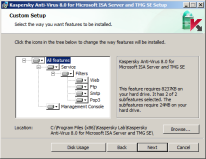 Kaspersky Anti-Virus 8.0 for Microsoft ISA Server and TMG SE Setup
Custom Setup
Select the way you want features to be installed.
Click the icons in the tree below to change the way features will be installed.
All features
Service
Filters
Web
Ftp
Smtp
Pop3
Management Console
Kaspersky Anti-Virus 8.0 for
Microsoft ISA Server and TMG SE
This feature requires 823KB on
your hard drive. It has 2 of 2
subfeatures selected. The
subfeatures require 24MB on your
hard drive.
Location:
C:\Program Files (x86)\Kaspersky Lab\Kaspersky
Anti-Virus 8.0 for Microsoft ISA Server and TMG SE\
Browse...
Disk Usage
Back
Next
Cancel